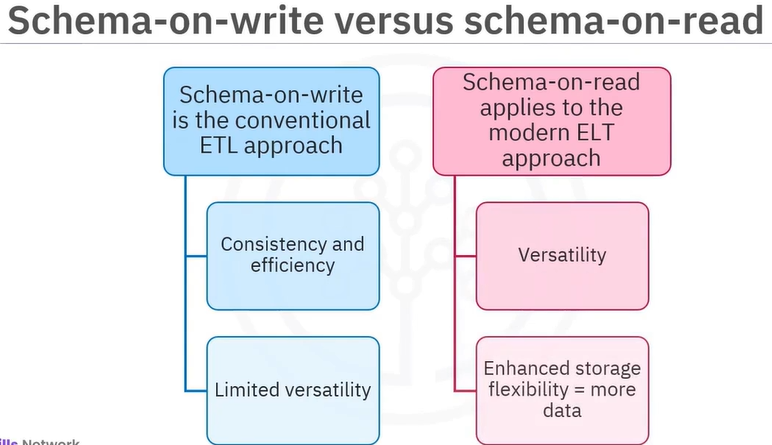 Schema-on-write versus schema-on-read
Schema-on-write
is the conventional
ETL approach
Schema-on-read
applies to the
modern ELT
approach
Consistency and
efficiency
Versatility
Limited versatility
Enhanced storage
flexibility = more
data
Network